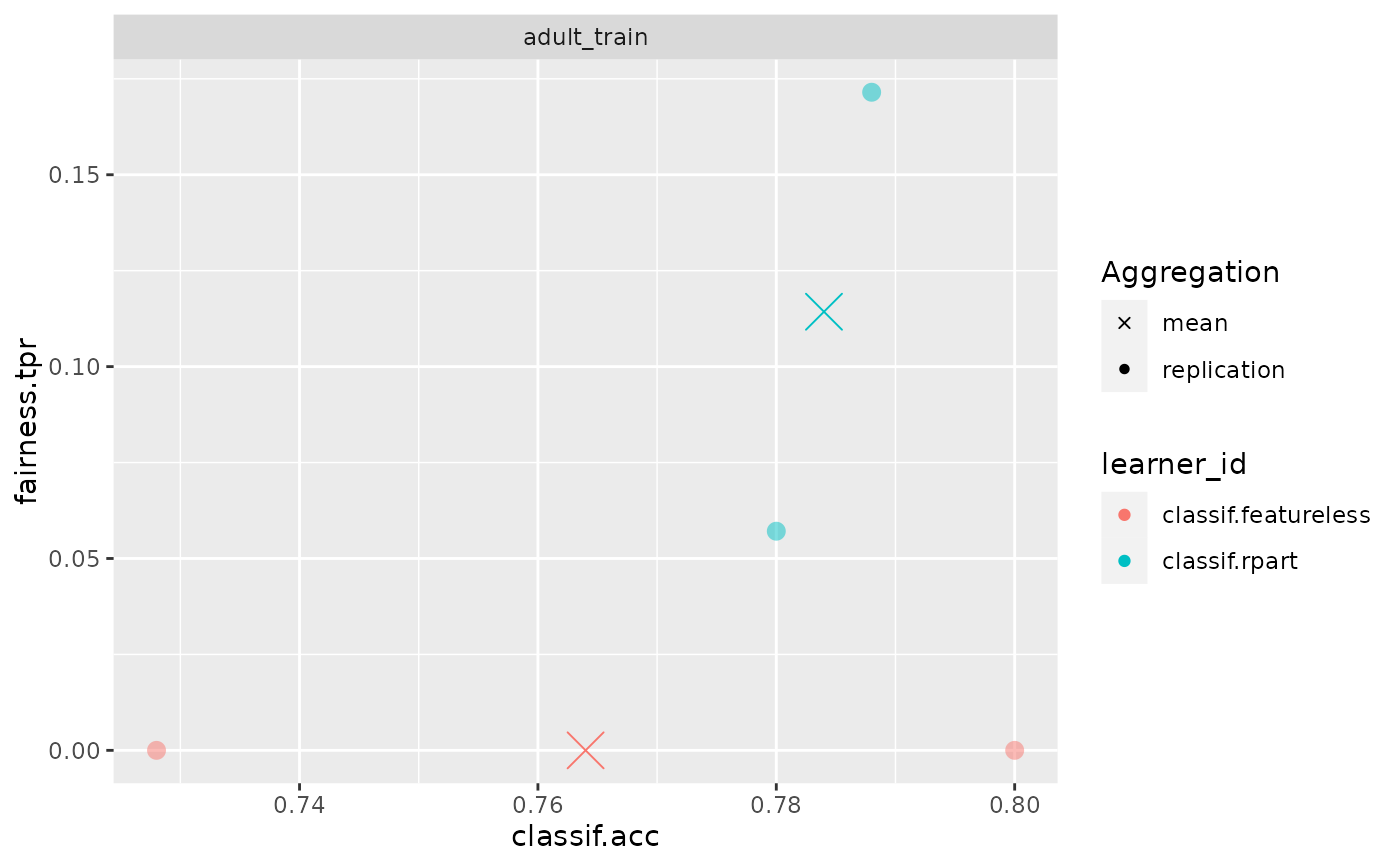 adult_train
0.15
0.10
0.05
0.00
fairness.tpr
0.74
0.76
0.78
0.80
classif.acc
Aggregation
mean
replication
learner_id
classif.featureless
classif.rpart